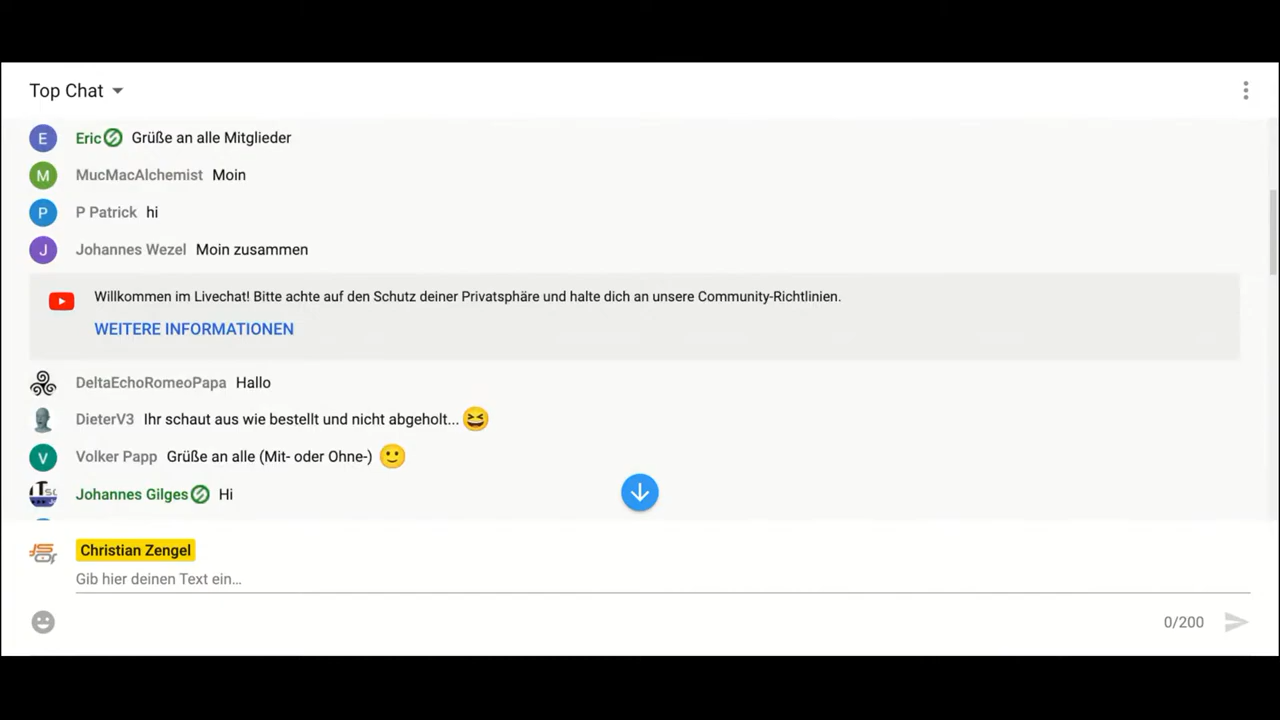 Top Chat
E Eric Grüße an alle Mitglieder
M MucMacAlchemist Moin
P P Patrick hi
J Johannes Wezel Moin zusammen
Willkommen im Livechat! Bitte achte auf den Schutz deiner Privatsphäre und halte dich an unsere Community-Richtlinien.
WEITERE INFORMATIONEN
DeltaEchoRomeoPapa Hallo
DieterV3 Ihr schaut aus wie bestellt und nicht abgeholt... 😆
V Volker Papp Grüße an alle (Mit- oder Ohne-) 🙂
Johannes Gilges Hi
Christian Zengel
Gib hier deinen Text ein...
0/200